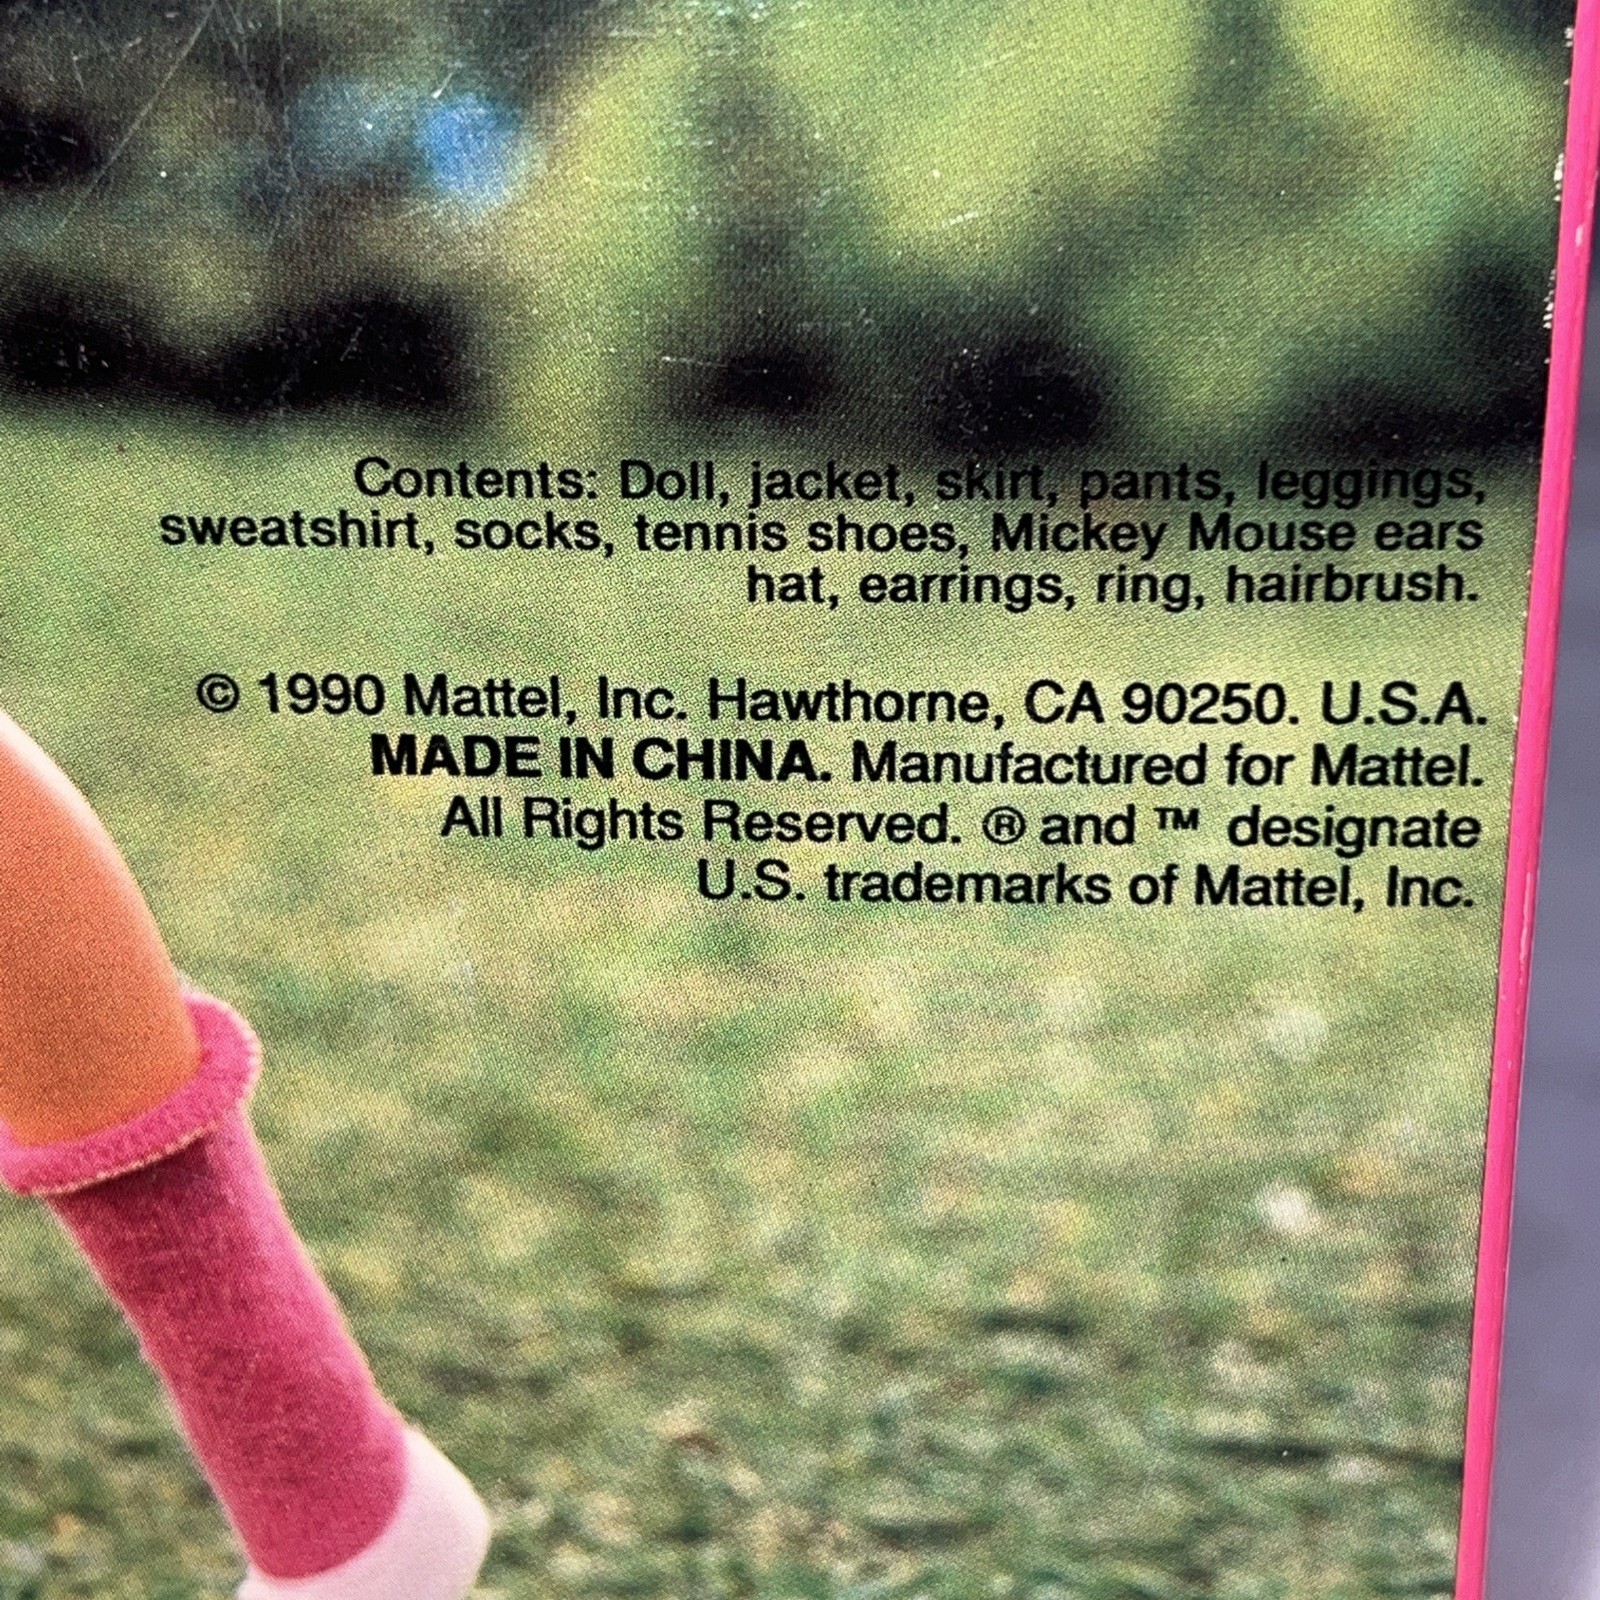 Contents: Doll, jacket, skirt, pants, leggings,
sweatshirt, socks, tennis shoes, Mickey Mouse ears
hat, earrings, ring, hairbrush.
© 1990 Mattel, Inc. Hawthorne, CA 90250. U.S.A.
MADE IN CHINA. Manufactured for Mattel.
All Rights Reserved. ® and ™ designate
U.S. trademarks of Mattel, Inc.